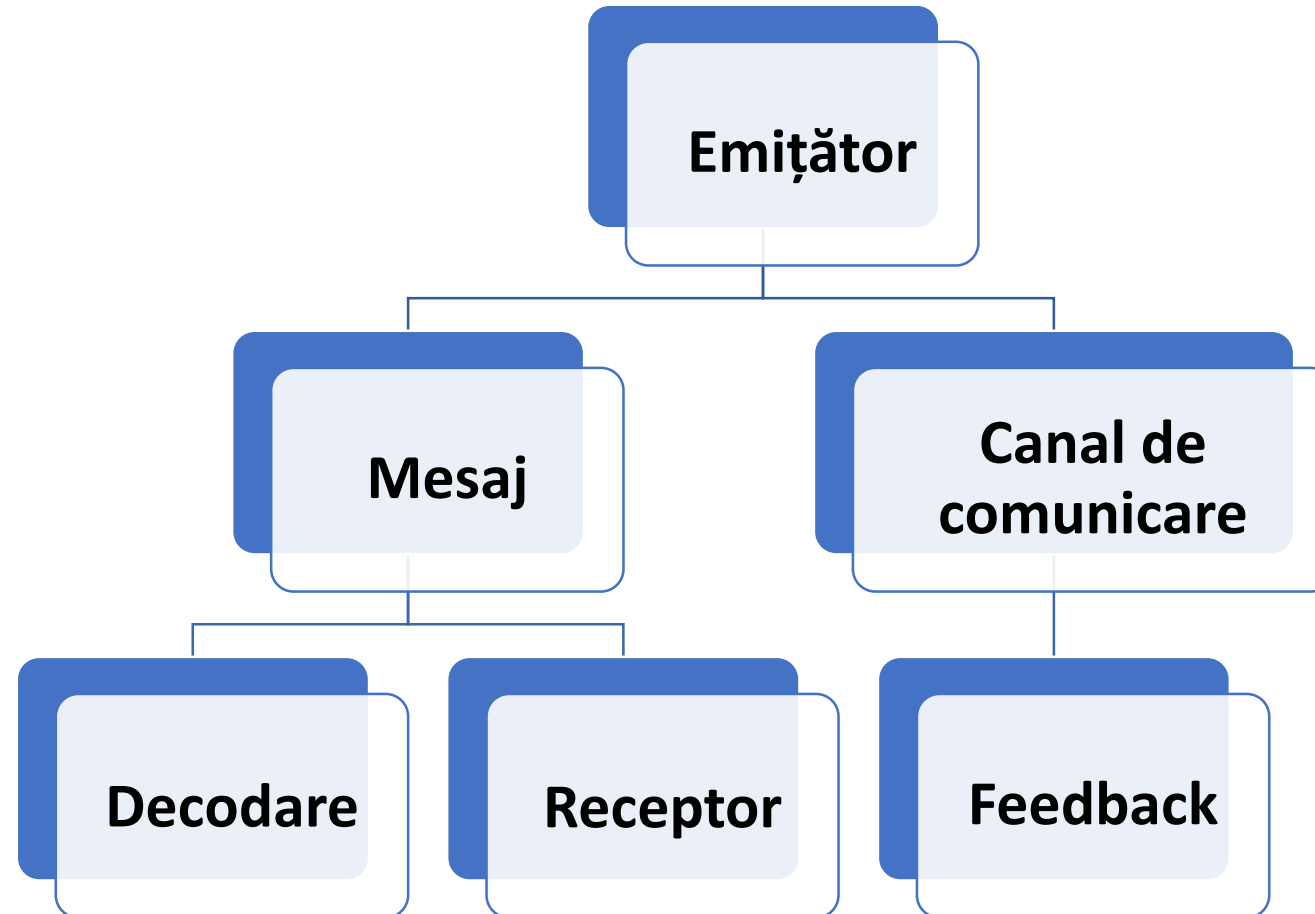 Emițător
Mesaj
Canal de
comunicare
Decodare
Receptor
Feedback